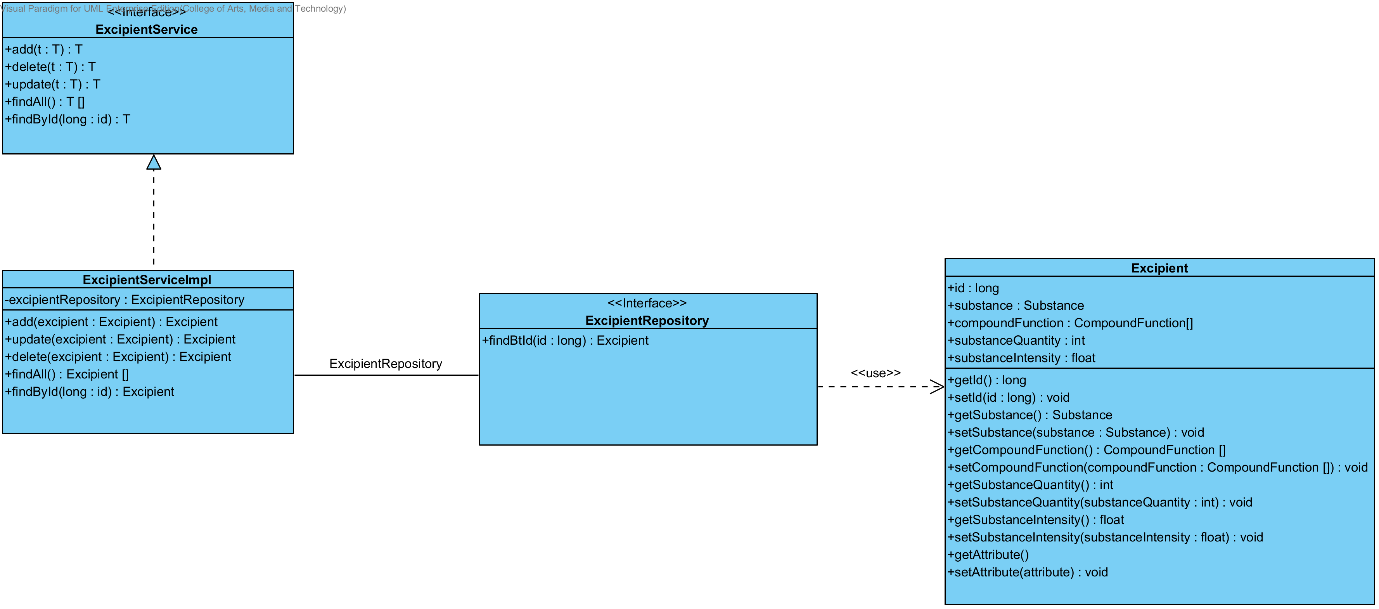 Visual Paradigm for UML Enterprise Edition(College of Arts, Media and Technology)
<<Interface>>
ExcipientService
+add(t : T) : T
+delete(t : T) : T
+update(t : T) : T
+findAll() : T []
+findById(long : id) : T
ExcipientServiceImpl
-excipientRepository : ExcipientRepository
+add(excipient : Excipient) : Excipient
+update(excipient : Excipient) : Excipient
+delete(excipient : Excipient) : Excipient
+findAll() : Excipient []
+findById(long : id) : Excipient
ExcipientRepository
<<Interface>>
ExcipientRepository
+findBtId(id : long) : Excipient
<<use>>
Excipient
+id : long
+substance : Substance
+compoundFunction : CompoundFunction[]
+substanceQuantity : int
+substanceIntensity : float
+getId() : long
+setId(id : long) : void
+getSubstance() : Substance
+setSubstance(substance : Substance) : void
+getCompoundFunction() : CompoundFunction []
+setCompoundFunction(compoundFunction : CompoundFunction []) : void
+getSubstanceQuantity() : int
+setSubstanceQuantity(substanceQuantity : int) : void
+getSubstanceIntensity() : float
+setSubstanceIntensity(substanceIntensity : float) : void
+getAttribute()
+setAttribute(attribute) : void